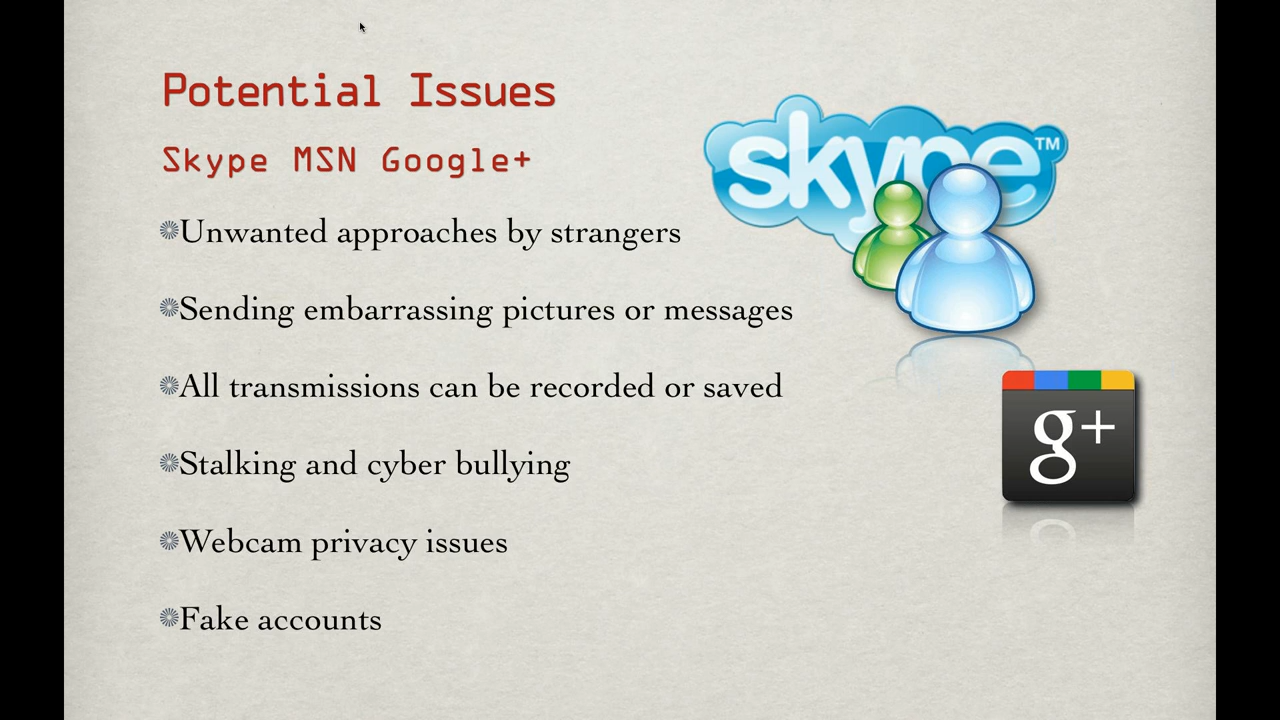 Potential Issues
Skype MSN Google+
Unwanted approaches by strangers
Sending embarrassing pictures or messages
All transmissions can be recorded or saved
Stalking and cyber bullying
Webcam privacy issues
Fake accounts
skype™
g+